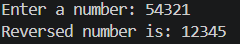 Enter a number: 54321
Reversed number is: 12345